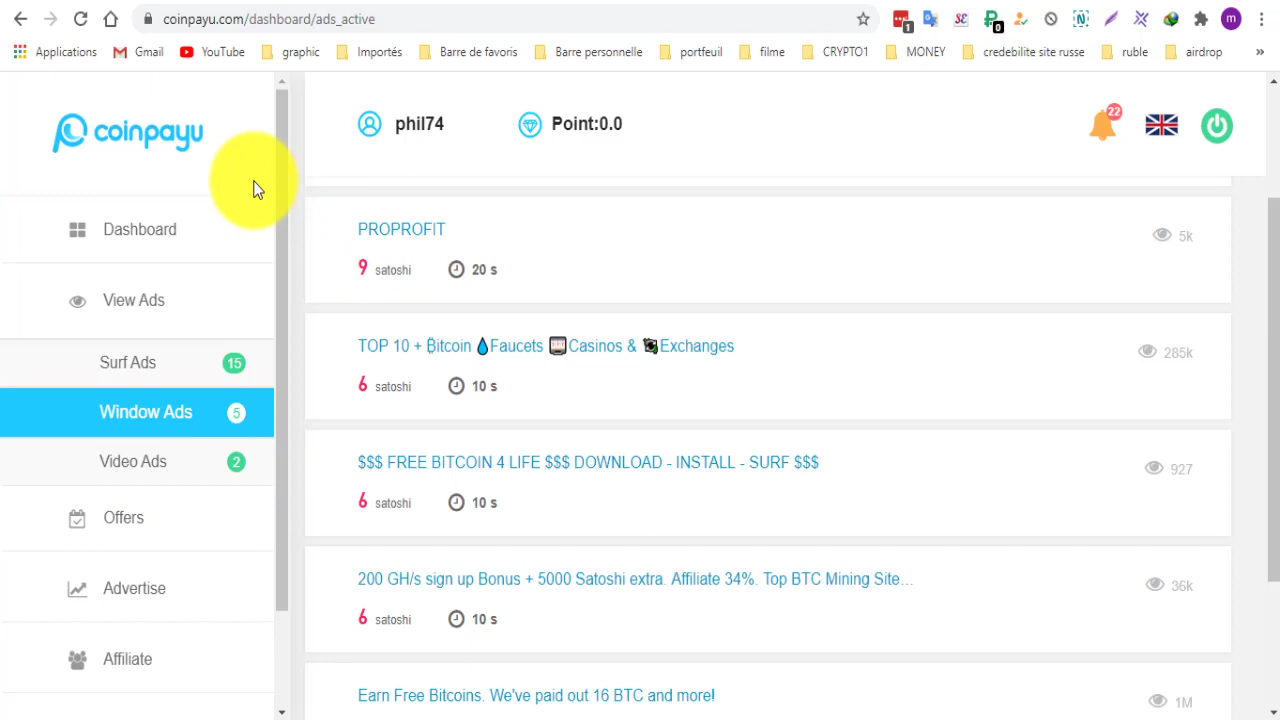 coinpayu.com/dashboard/ads_active
1 0 m
Applications Gmail YouTube graphic Importés Barre de favoris Barre personnelle portfeuil filme CRYPTO1 MONEY credebilite site russe ruble airdrop »
coinpayu
phil74 Point:0.0 22
Dashboard
View Ads
Surf Ads 15
Window Ads 5
Video Ads 2
Offers
Advertise
Affiliate
PROPROFIT
5k
9 satoshi 20 s
TOP 10 + ₿itcoin 💧Faucets 🎰Casinos & 💸Exchanges
285k
6 satoshi 10 s
$$$ FREE BITCOIN 4 LIFE $$$ DOWNLOAD - INSTALL - SURF $$$
927
6 satoshi 10 s
200 GH/s sign up Bonus + 5000 Satoshi extra. Affiliate 34%. Top BTC Mining Site...
36k
6 satoshi 10 s
Earn Free Bitcoins. We've paid out 16 BTC and more!
1M